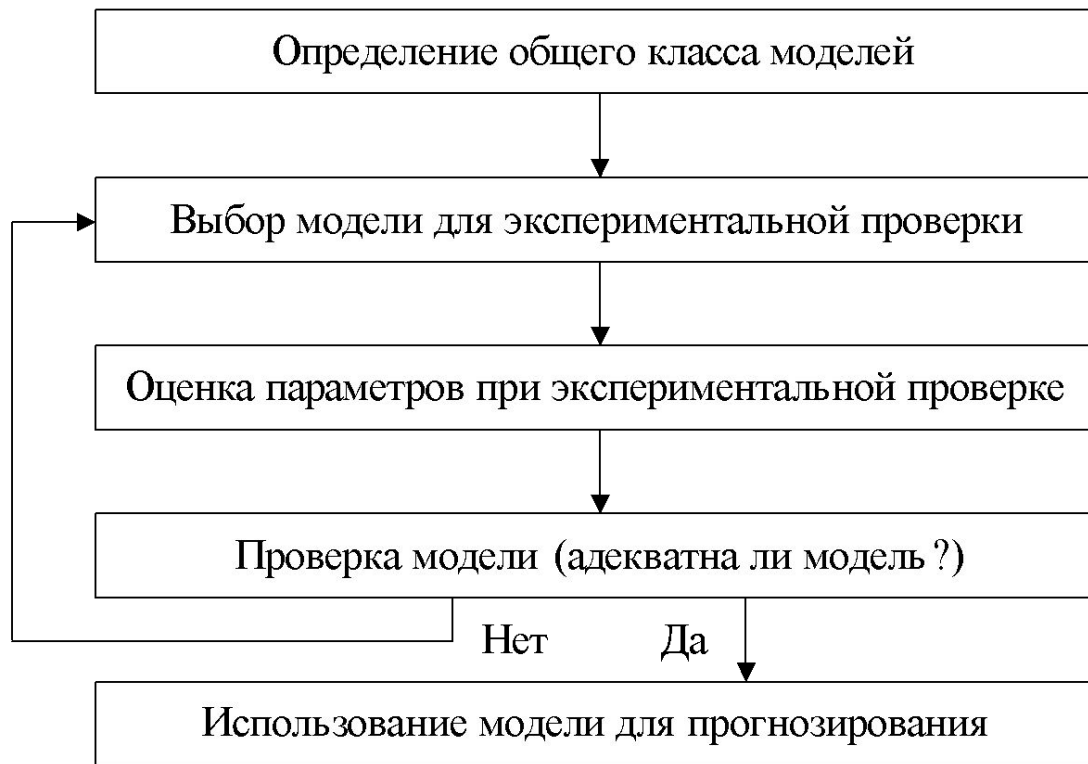 Определение общего класса моделей
Выбор модели для экспериментальной проверки
Оценка параметров при экспериментальной проверке
Проверка модели (адекватна ли модель?)
Нет Да
Использование модели для прогнозирования